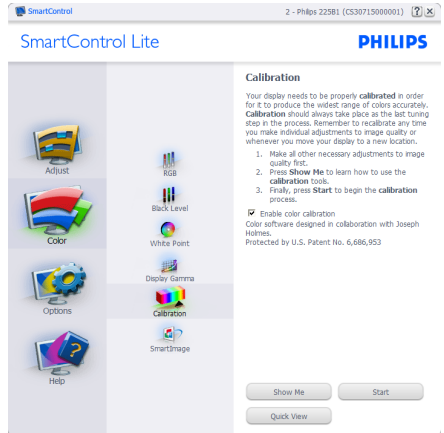 SmartControl
2 - Philips 225B1 (CS30715000001)
SmartControl Lite
PHILIPS
Adjust
Color
Options
Help
RGB
Black Level
White Point
Display Gamma
Calibration
SmartImage
Calibration
Your display needs to be properly calibrated in order
for it to produce the widest range of colors accurately.
Calibration should always take place as the last tuning
step in the process. Remember to recalibrate any time
you make individual adjustments to image quality or
whenever you move your display to a new location.
1. Make all other necessary adjustments to image
quality first.
2. Press Show Me to learn how to use the
calibration tools.
3. Finally, press Start to begin the calibration
process.
Enable color calibration
Color software designed in collaboration with Joseph
Holmes.
Protected by U.S. Patent No. 6,686,953
Show Me
Start
Quick View